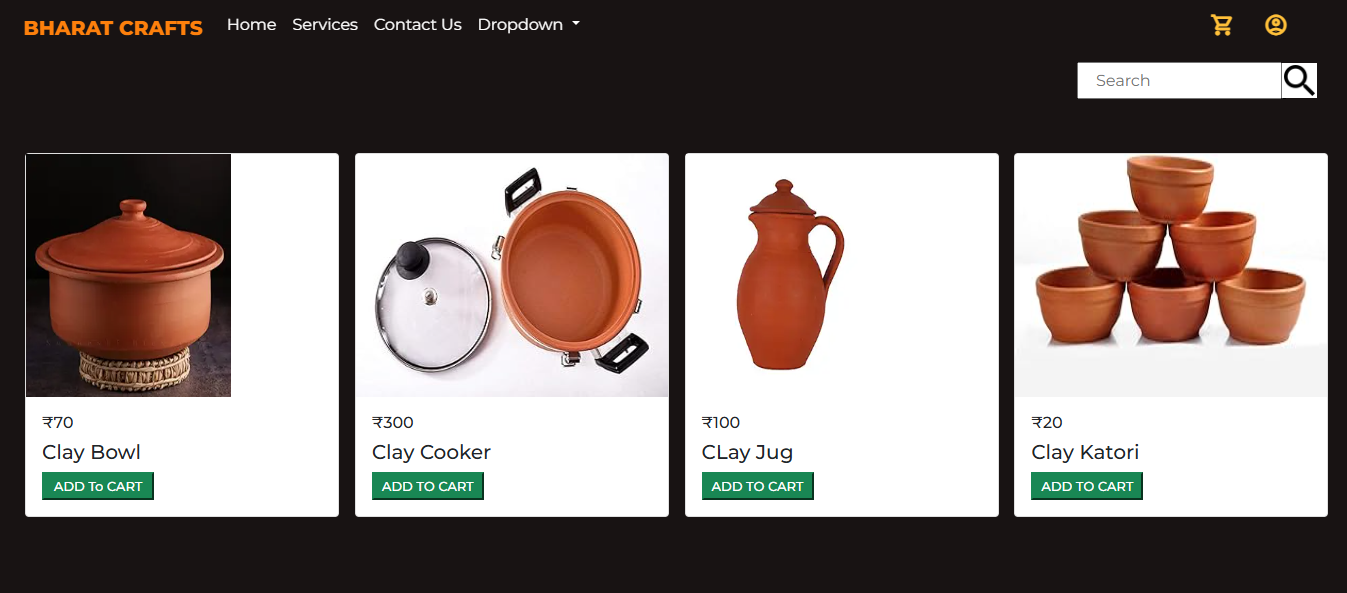 BHARAT CRAFTS Home Services Contact Us Dropdown
Search
₹70
Clay Bowl
ADD To CART
₹300
Clay Cooker
ADD TO CART
₹100
CLay Jug
ADD TO CART
₹20
Clay Katori
ADD TO CART